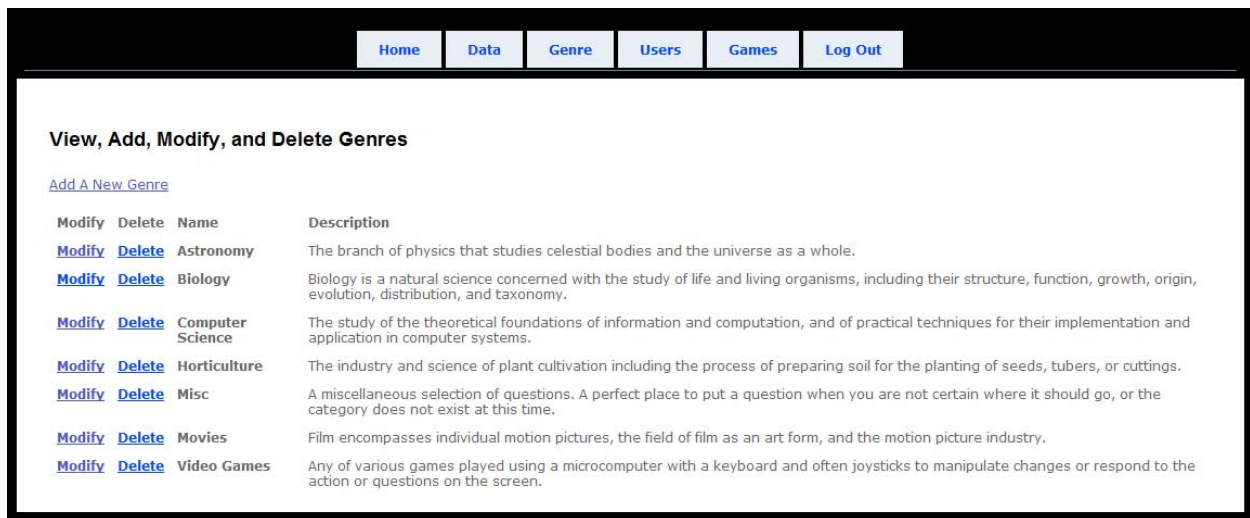 Home Data Genre Users Games Log Out
View, Add, Modify, and Delete Genres
Add A New Genre
Modify Delete Name Description
Modify Delete Astronomy The branch of physics that studies celestial bodies and the universe as a whole.
Modify Delete Biology Biology is a natural science concerned with the study of life and living organisms, including their structure, function, growth, origin,
evolution, distribution, and taxonomy.
Modify Delete Computer The study of the theoretical foundations of information and computation, and of practical techniques for their implementation and
Science application in computer systems.
Modify Delete Horticulture The industry and science of plant cultivation including the process of preparing soil for the planting of seeds, tubers, or cuttings.
Modify Delete Misc A miscellaneous selection of questions. A perfect place to put a question when you are not certain where it should go, or the
category does not exist at this time.
Modify Delete Movies Film encompasses individual motion pictures, the field of film as an art form, and the motion picture industry.
Modify Delete Video Games Any of various games played using a microcomputer with a keyboard and often joysticks to manipulate changes or respond to the
action or questions on the screen.